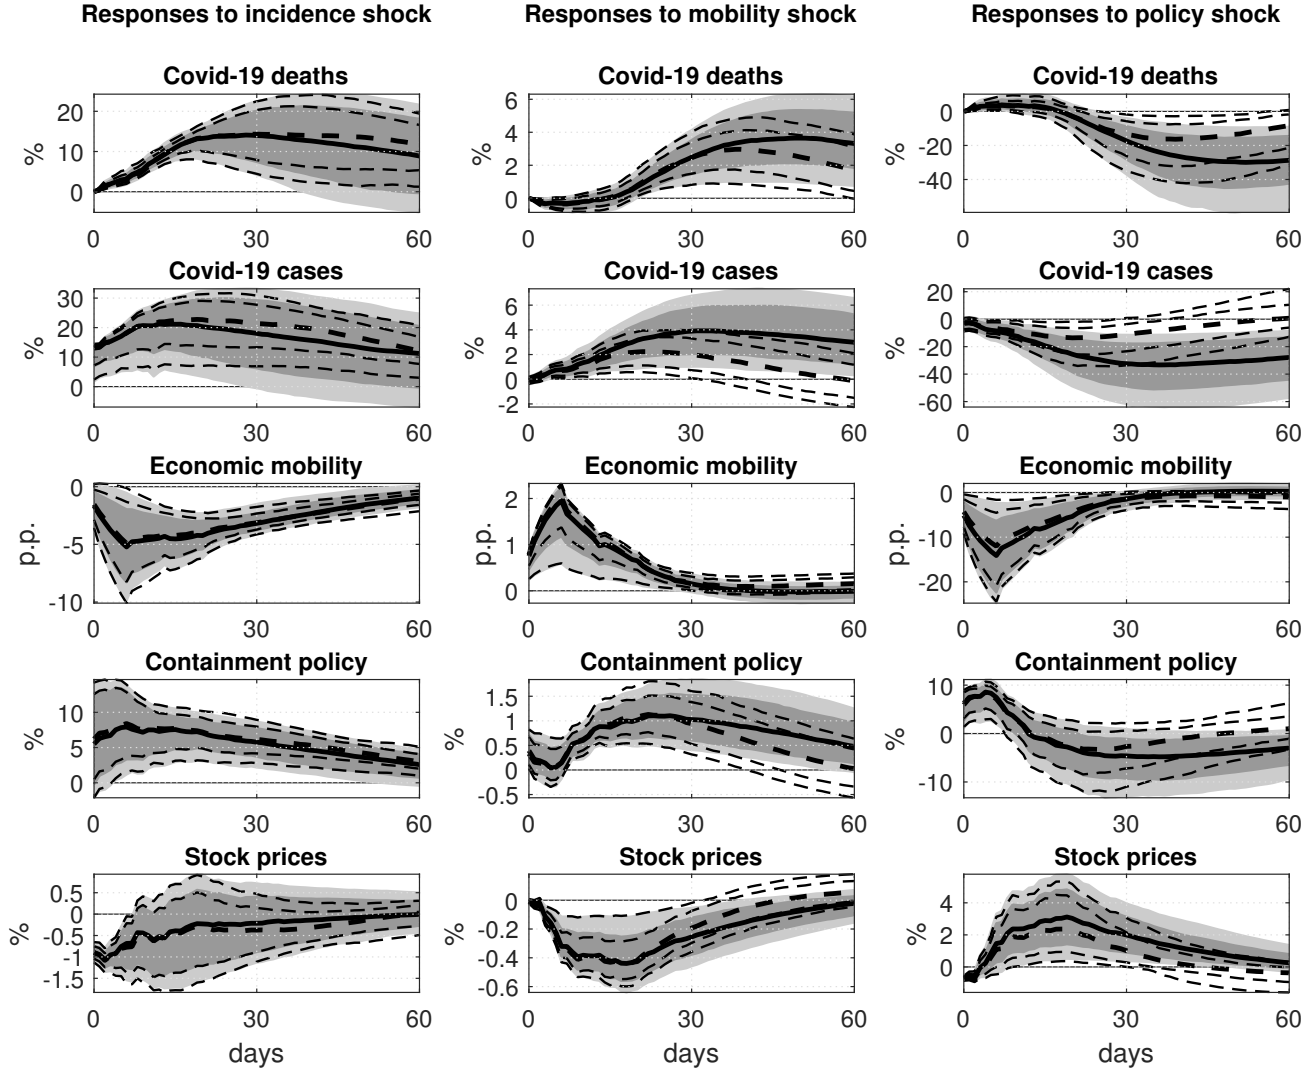 Responses to incidence shock Responses to mobility shock Responses to policy shock
Covid-19 deaths Covid-19 deaths Covid-19 deaths
20
10
0
%
0 30 60
6
4
2
0
%
0 30 60
0
-20
-40
%
0 30 60
Covid-19 cases Covid-19 cases Covid-19 cases
30
20
10
0
%
0 30 60
6
4
2
0
-2
%
0 30 60
20
0
-20
-40
-60
%
0 30 60
Economic mobility Economic mobility Economic mobility
0
-5
-10
p.p.
0 30 60
2
1
0
p.p.
0 30 60
0
-10
-20
p.p.
0 30 60
Containment policy Containment policy Containment policy
10
5
0
%
0 30 60
1.5
1
0.5
0
-0.5
%
0 30 60
10
0
-10
%
0 30 60
Stock prices Stock prices Stock prices
0.5
0
-0.5
-1
-1.5
%
0 30 60
days
0
-0.2
-0.4
-0.6
%
0 30 60
days
4
2
0
%
0 30 60
days